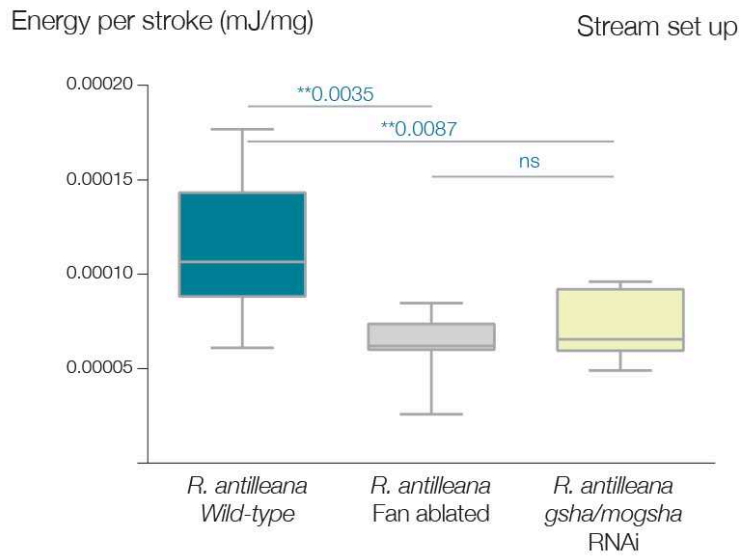 Energy per stroke (mJ/mg)
Stream set up
0.00020
**0.0035
**0.0087
ns
0.00015
0.00010
0.00005
R. antilleana
Wild-type
R. antilleana
Fan ablated
R. antilleana
gsha/mogsha
RNAi